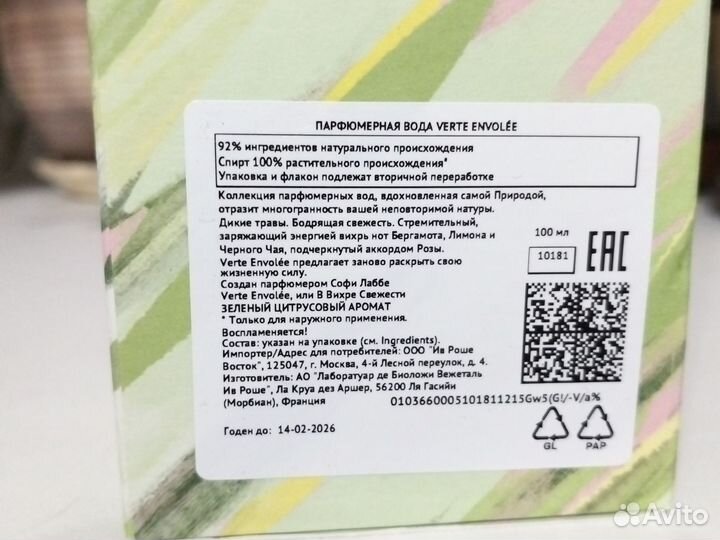 ПАРФЮМЕРНАЯ ВОДА VERTE ENVOLÉE
92% ингредиентов натурального происхождения
Спирт 100% растительного происхождения*
Упаковка и флакон подлежат вторичной переработке
Коллекция парфюмерных вод, вдохновленная самой Природой,
отразит многогранность вашей неповторимой натуры.
Дикие травы. Бодрящая свежесть. Стремительный,
заряжающий энергией вихрь нот Бергамота, Лимона и
Черного Чая, подчеркнутый аккордом Розы.
Verte Envolée предлагает заново раскрыть свою
жизненную силу.
Создан парфюмером Софи Лаббе
Verte Envolée, или В Вихре Свежести
ЗЕЛЕНЫЙ ЦИТРУСОВЫЙ АРОМАТ
* Только для наружного применения.
Воспламеняется!
Состав: указан на упаковке (см. Ingredients).
Импортер/Адрес для потребителей: ООО "Ив Роше
Восток", 125047, г. Москва, 4-й Лесной переулок, д. 4.
Изготовитель: АО "Лаборатуар де Биоложи Вежеталь
Ив Роше", Ла Круа дез Аршер, 56200 Ля Гасийи
(Морбиан), Франция
Годен до: 14-02-2026
100 мл
10181
EAC
0103660005101811215Gw5(G!/-V/a%
GL
PAP
Avito